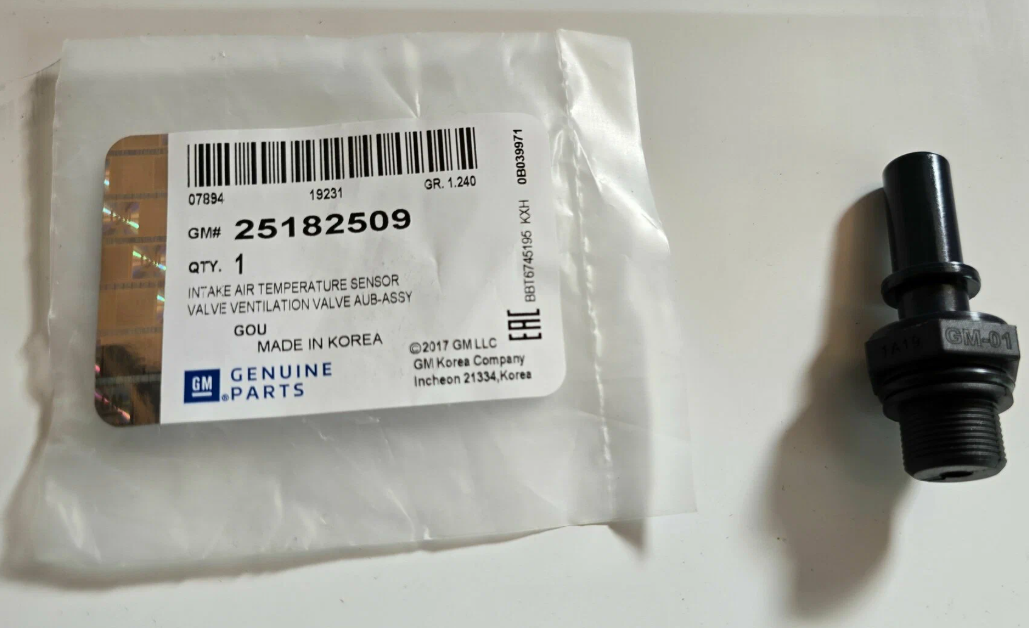 07894 19231 GR. 1.240
GM# 25182509
QTY. 1
INTAKE AIR TEMPERATURE SENSOR
VALVE VENTILATION VALVE AUB-ASSY
GOU
MADE IN KOREA
GM GENUINE
®PARTS
©2017 GM LLC
GM Korea Company
Incheon 21334,Korea
EAC
BBT6745195 KXH 0B039971
GM-01